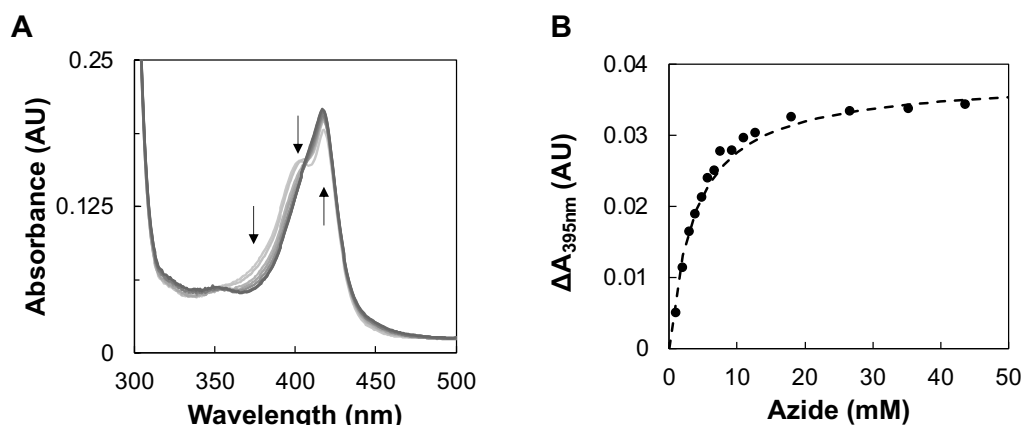 A
0.25
0.125
0
Absorbance (AU)
300 350 400 450 500
Wavelength (nm)
B
0.04
0.03
0.02
0.01
0
ΔA395nm (AU)
0 10 20 30 40 50
Azide (mM)